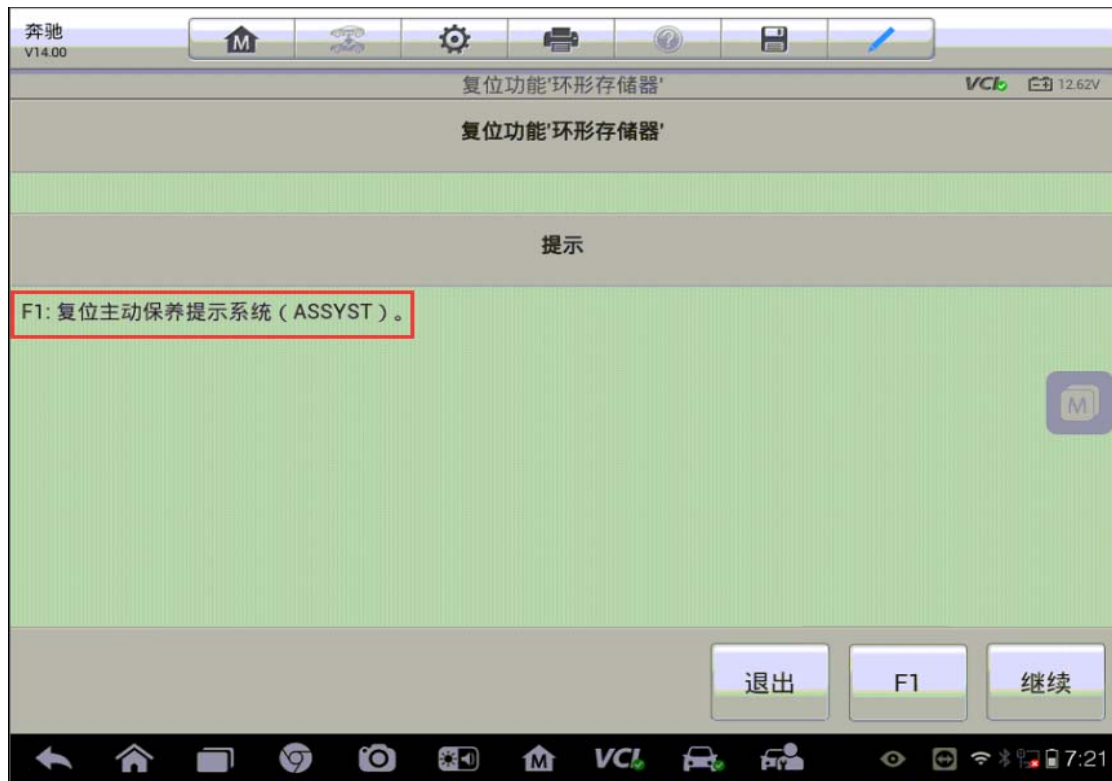 奔驰
V14.00
M
复位功能'环形存储器'
VCI
12.62V
复位功能'环形存储器'
提示
F1: 复位主动保养提示系统（ASSYST）。
M
退出
F1
继续
M
VCI
7:21